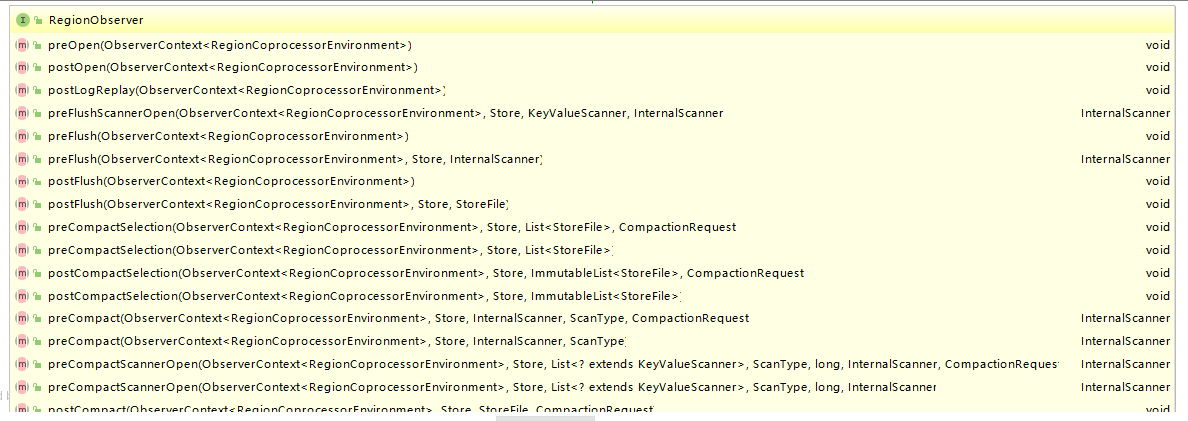 RegionObserver
preOpen(ObserverContext<RegionCoprocessorEnvironment>) void
postOpen(ObserverContext<RegionCoprocessorEnvironment>) void
postLogReplay(ObserverContext<RegionCoprocessorEnvironment>) void
preFlushScannerOpen(ObserverContext<RegionCoprocessorEnvironment>, Store, KeyValueScanner, InternalScanner InternalScanner
preFlush(ObserverContext<RegionCoprocessorEnvironment>) void
preFlush(ObserverContext<RegionCoprocessorEnvironment>, Store, InternalScanner) InternalScanner
postFlush(ObserverContext<RegionCoprocessorEnvironment>) void
postFlush(ObserverContext<RegionCoprocessorEnvironment>, Store, StoreFile) void
preCompactSelection(ObserverContext<RegionCoprocessorEnvironment>, Store, List<StoreFile>, CompactionRequest void
preCompactSelection(ObserverContext<RegionCoprocessorEnvironment>, Store, List<StoreFile>) void
postCompactSelection(ObserverContext<RegionCoprocessorEnvironment>, Store, ImmutableList<StoreFile>, CompactionRequest void
postCompactSelection(ObserverContext<RegionCoprocessorEnvironment>, Store, ImmutableList<StoreFile>) void
preCompact(ObserverContext<RegionCoprocessorEnvironment>, Store, InternalScanner, ScanType, CompactionRequest InternalScanner
preCompact(ObserverContext<RegionCoprocessorEnvironment>, Store, InternalScanner, ScanType) InternalScanner
preCompactScannerOpen(ObserverContext<RegionCoprocessorEnvironment>, Store, List<? extends KeyValueScanner>, ScanType, long, InternalScanner, CompactionRequest InternalScanner
preCompactScannerOpen(ObserverContext<RegionCoprocessorEnvironment>, Store, List<? extends KeyValueScanner>, ScanType, long, InternalScanner InternalScanner
postCompact(ObserverContext<RegionCoprocessorEnvironment>, Store, StoreFile, CompactionRequest) void